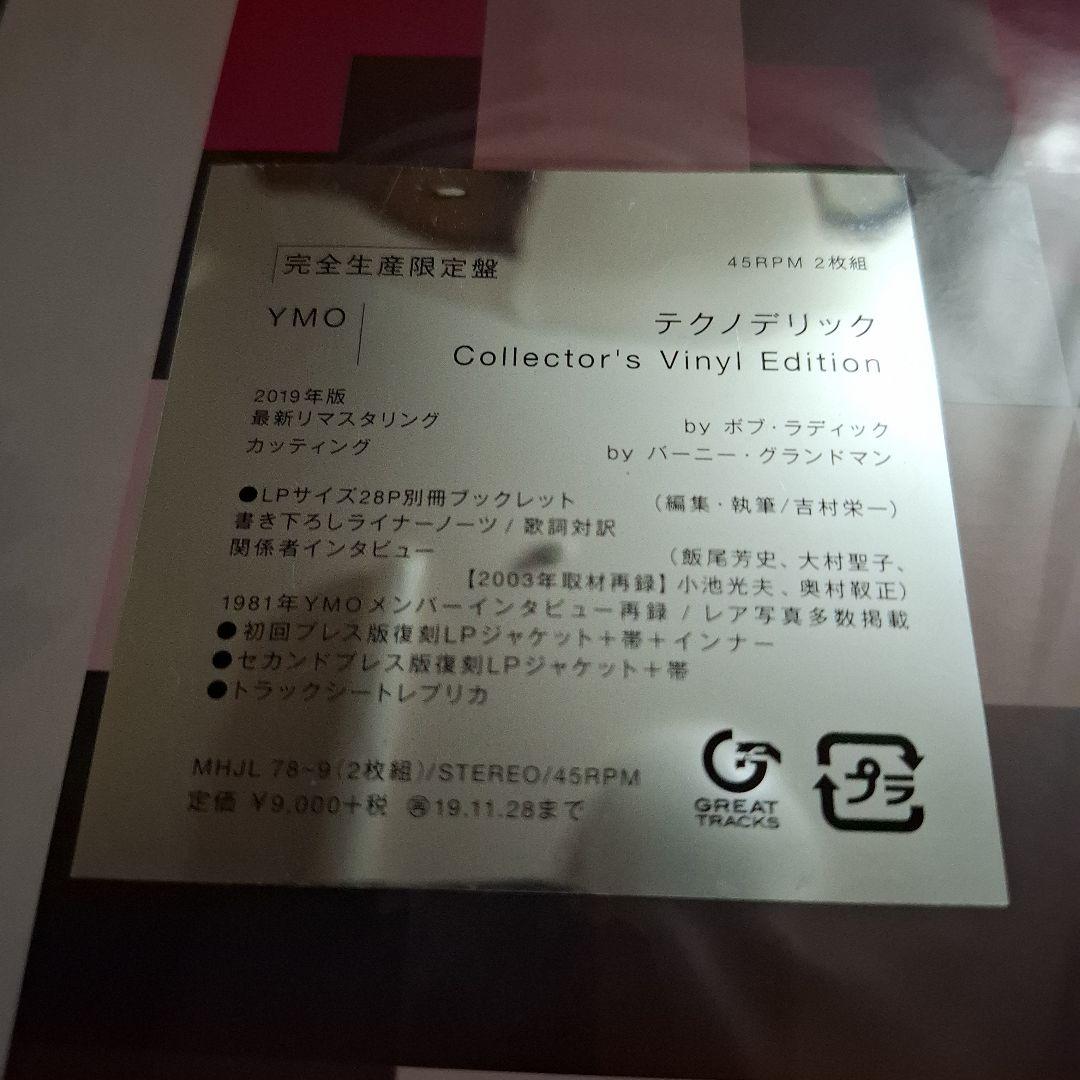 完全生産限定盤
45RPM 2枚組
YMO
テクノデリック
Collector's Vinyl Edition
2019年版
最新リマスタリング by ボブ・ラディック
カッティング by バーニー・グランドマン
●LPサイズ28P別冊ブックレット （編集・執筆/吉村栄一）
書き下ろしライナーノーツ / 歌詞対訳
関係者インタビュー （飯尾芳史、大村聖子、
【2003年取材再録】小池光夫、奥村靫正）
1981年YMOメンバーインタビュー再録 / レア写真多数掲載
●初回プレス版復刻LPジャケット＋帯＋インナー
●セカンドプレス版復刻LPジャケット＋帯
●トラックシートレプリカ
MHJL 78~9(2枚組)/STEREO/45RPM
定価 ¥9,000+税 ㊢19.11.28まで
GREAT
TRACKS
プラ